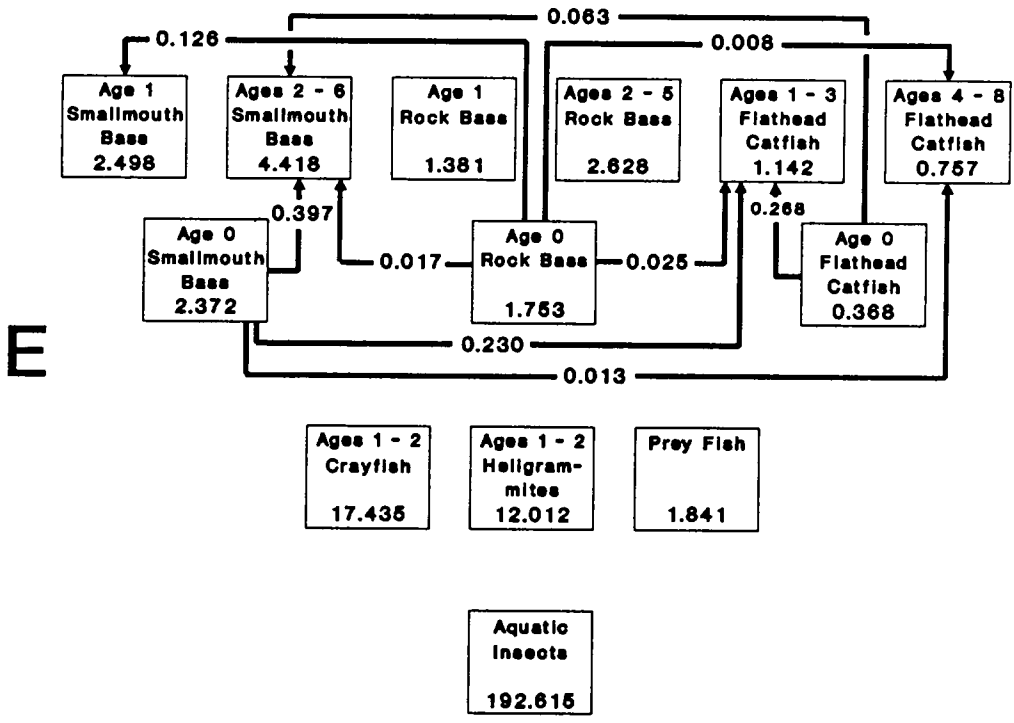 0.063
0.126
0.008
Age 1
Smallmouth
Bass
2.498
Ages 2 - 6
Smallmouth
Bass
4.418
Age 1
Rock Bass
1.381
Ages 2 - 5
Rock Bass
2.628
Ages 1 - 3
Flathead
Catfish
1.142
Ages 4 - 8
Flathead
Catfish
0.757
0.397
0.268
Age 0
Smallmouth
Bass
2.372
0.017
Age 0
Rock Bass
1.753
0.025
Age 0
Flathead
Catfish
0.368
E
0.230
0.013
Ages 1 - 2
Crayfish
17.435
Ages 1 - 2
Hellgram-
mites
12.012
Prey Fish
1.841
Aquatic
Insects
192.615